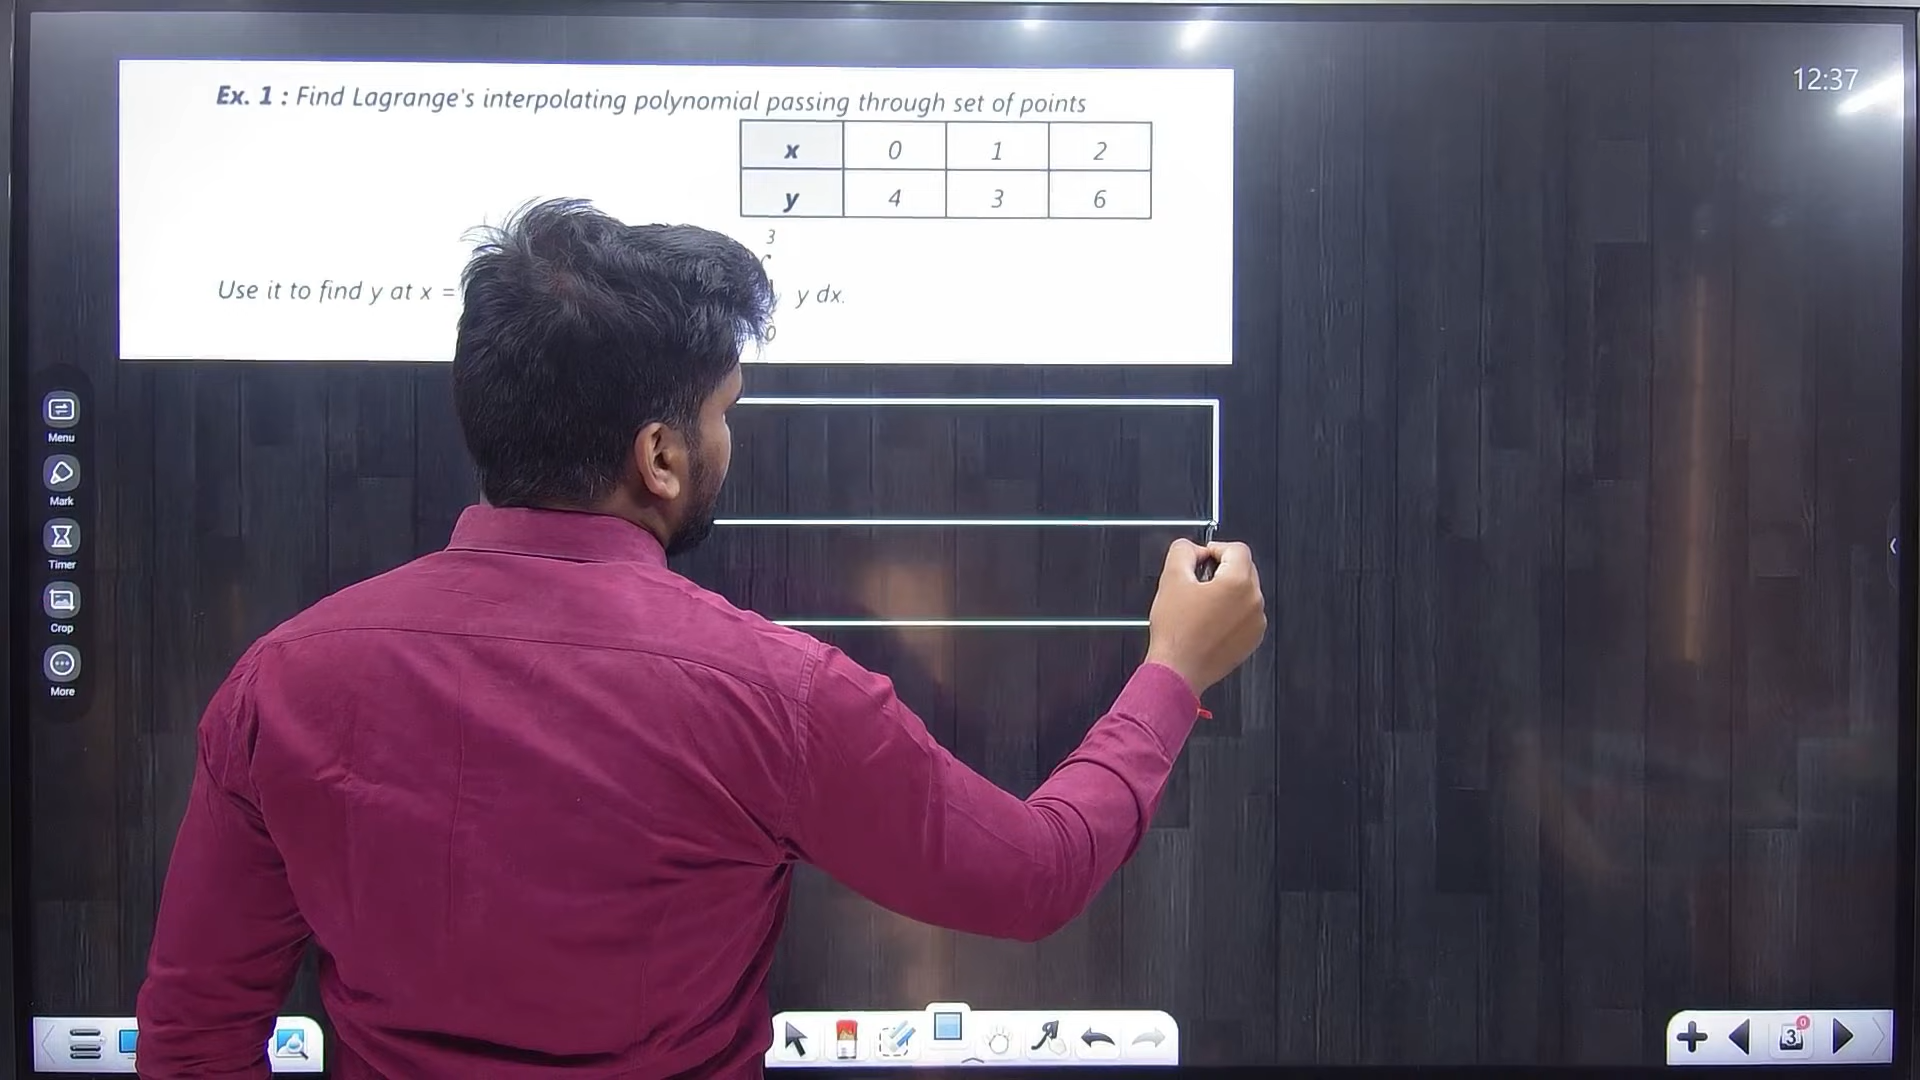 12:37
Ex. 1 : Find Lagrange's interpolating polynomial passing through set of points
x 0 1 2
y 4 3 6
3
Use it to find y at x = y dx.
0
Menu
Mark
Timer
Crop
More
3 0